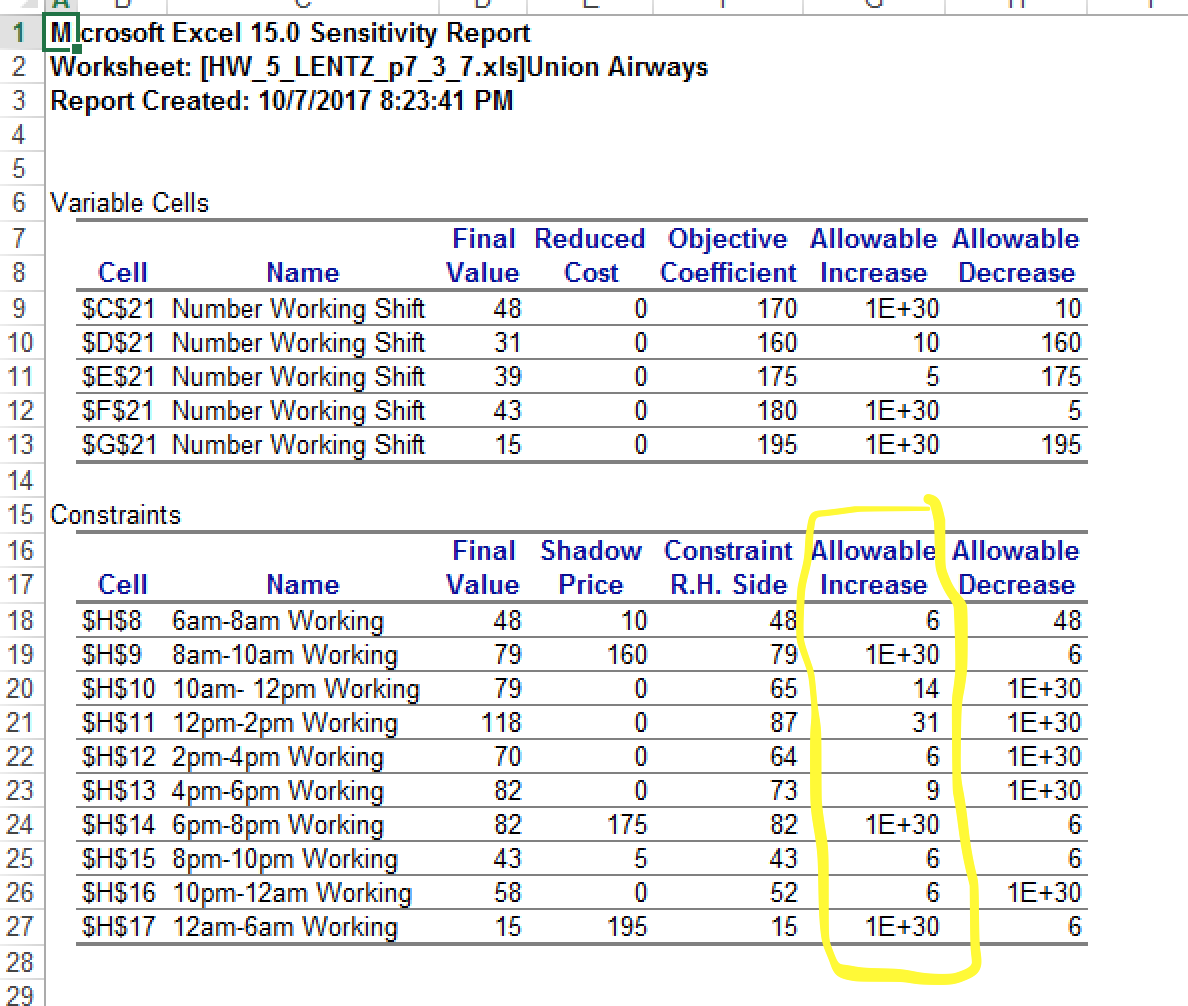 1 Microsoft Excel 15.0 Sensitivity Report
2 Worksheet: [HW_5_LENTZ_p7_3_7.xls]Union Airways
3 Report Created: 10/7/2017 8:23:41 PM
4
5
6 Variable Cells
7 Final Reduced Objective Allowable Allowable
8 Cell Name Value Cost Coefficient Increase Decrease
9 $C$21 Number Working Shift 48 0 170 1E+30 10
10 $D$21 Number Working Shift 31 0 160 10 160
11 $E$21 Number Working Shift 39 0 175 5 175
12 $F$21 Number Working Shift 43 0 180 1E+30 5
13 $G$21 Number Working Shift 15 0 195 1E+30 195
14
15 Constraints
16 Final Shadow Constraint Allowable Allowable
17 Cell Name Value Price R.H. Side Increase Decrease
18 $H$8 6am-8am Working 48 10 48 6 48
19 $H$9 8am-10am Working 79 160 79 1E+30 6
20 $H$10 10am- 12pm Working 79 0 65 14 1E+30
21 $H$11 12pm-2pm Working 118 0 87 31 1E+30
22 $H$12 2pm-4pm Working 70 0 64 6 1E+30
23 $H$13 4pm-6pm Working 82 0 73 9 1E+30
24 $H$14 6pm-8pm Working 82 175 82 1E+30 6
25 $H$15 8pm-10pm Working 43 5 43 6 6
26 $H$16 10pm-12am Working 58 0 52 6 1E+30
27 $H$17 12am-6am Working 15 195 15 1E+30 6
28
29